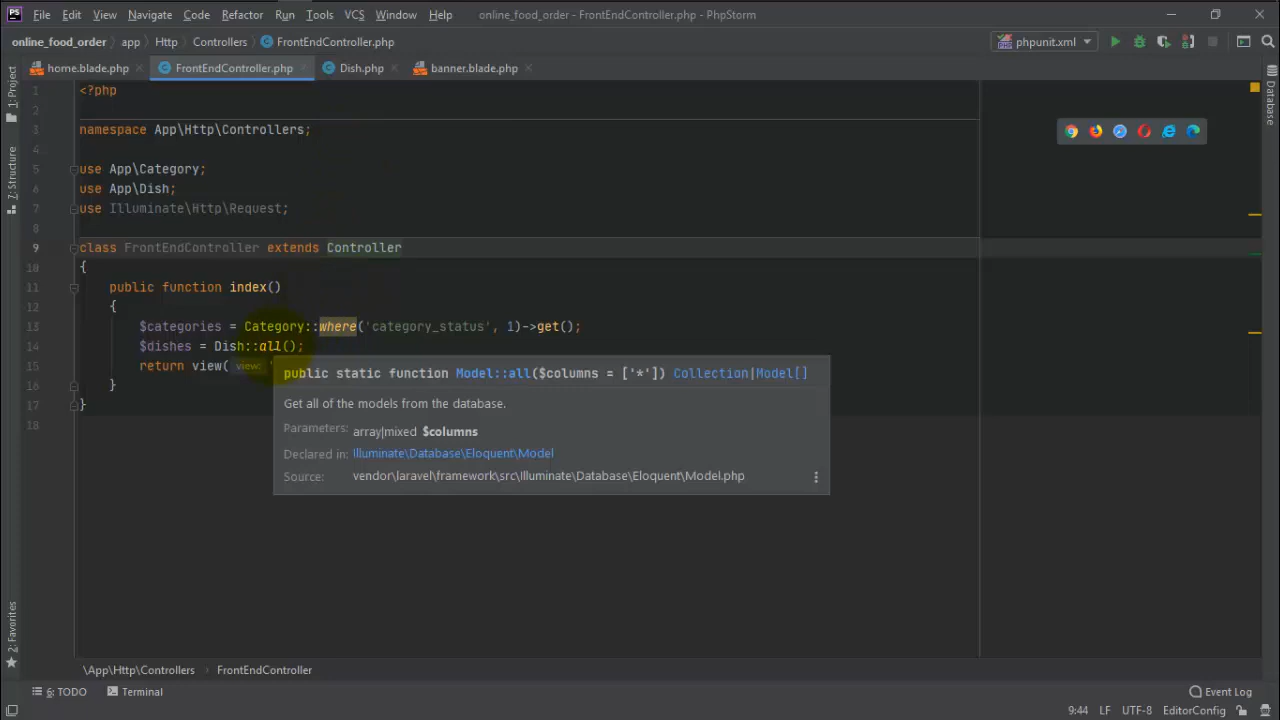 PS File Edit View Navigate Code Refactor Run Tools VCS Window Help online_food_order - FrontEndController.php - PhpStorm
online_food_order app Http Controllers FrontEndController.php phpunit.xml
home.blade.php FrontEndController.php Dish.php banner.blade.php
1: Project
7: Structure
2: Favorites
Database
1 <?php
2
3 namespace App\Http\Controllers;
4
5 use App\Category;
6 use App\Dish;
7 use Illuminate\Http\Request;
8
9 class FrontEndController extends Controller
10 {
11 public function index()
12 {
13 $categories = Category::where('category_status', 1)->get();
14 $dishes = Dish::all();
15 return view( view: '
16 }
17 }
18
public static function Model::all($columns = ['*']) Collection|Model[]
Get all of the models from the database.
Parameters: array|mixed $columns
Declared in: Illuminate\Database\Eloquent\Model
Source: vendor\laravel\framework\src\Illuminate\Database\Eloquent\Model.php
\App\Http\Controllers FrontEndController
6: TODO Terminal Event Log
9:44 LF UTF-8 EditorConfig